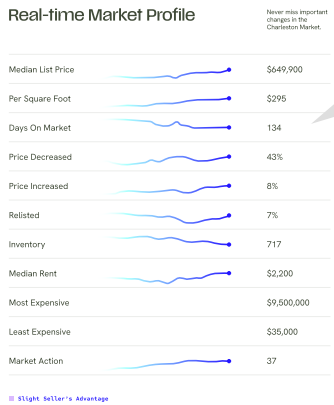 Real-time Market Profile
Never miss important
changes in the
Charleston Market.
Median List Price $649,900
Per Square Foot $295
Days On Market 134
Price Decreased 43%
Price Increased 8%
Relisted 7%
Inventory 717
Median Rent $2,200
Most Expensive $9,500,000
Least Expensive $35,000
Market Action 37
Slight Seller's Advantage